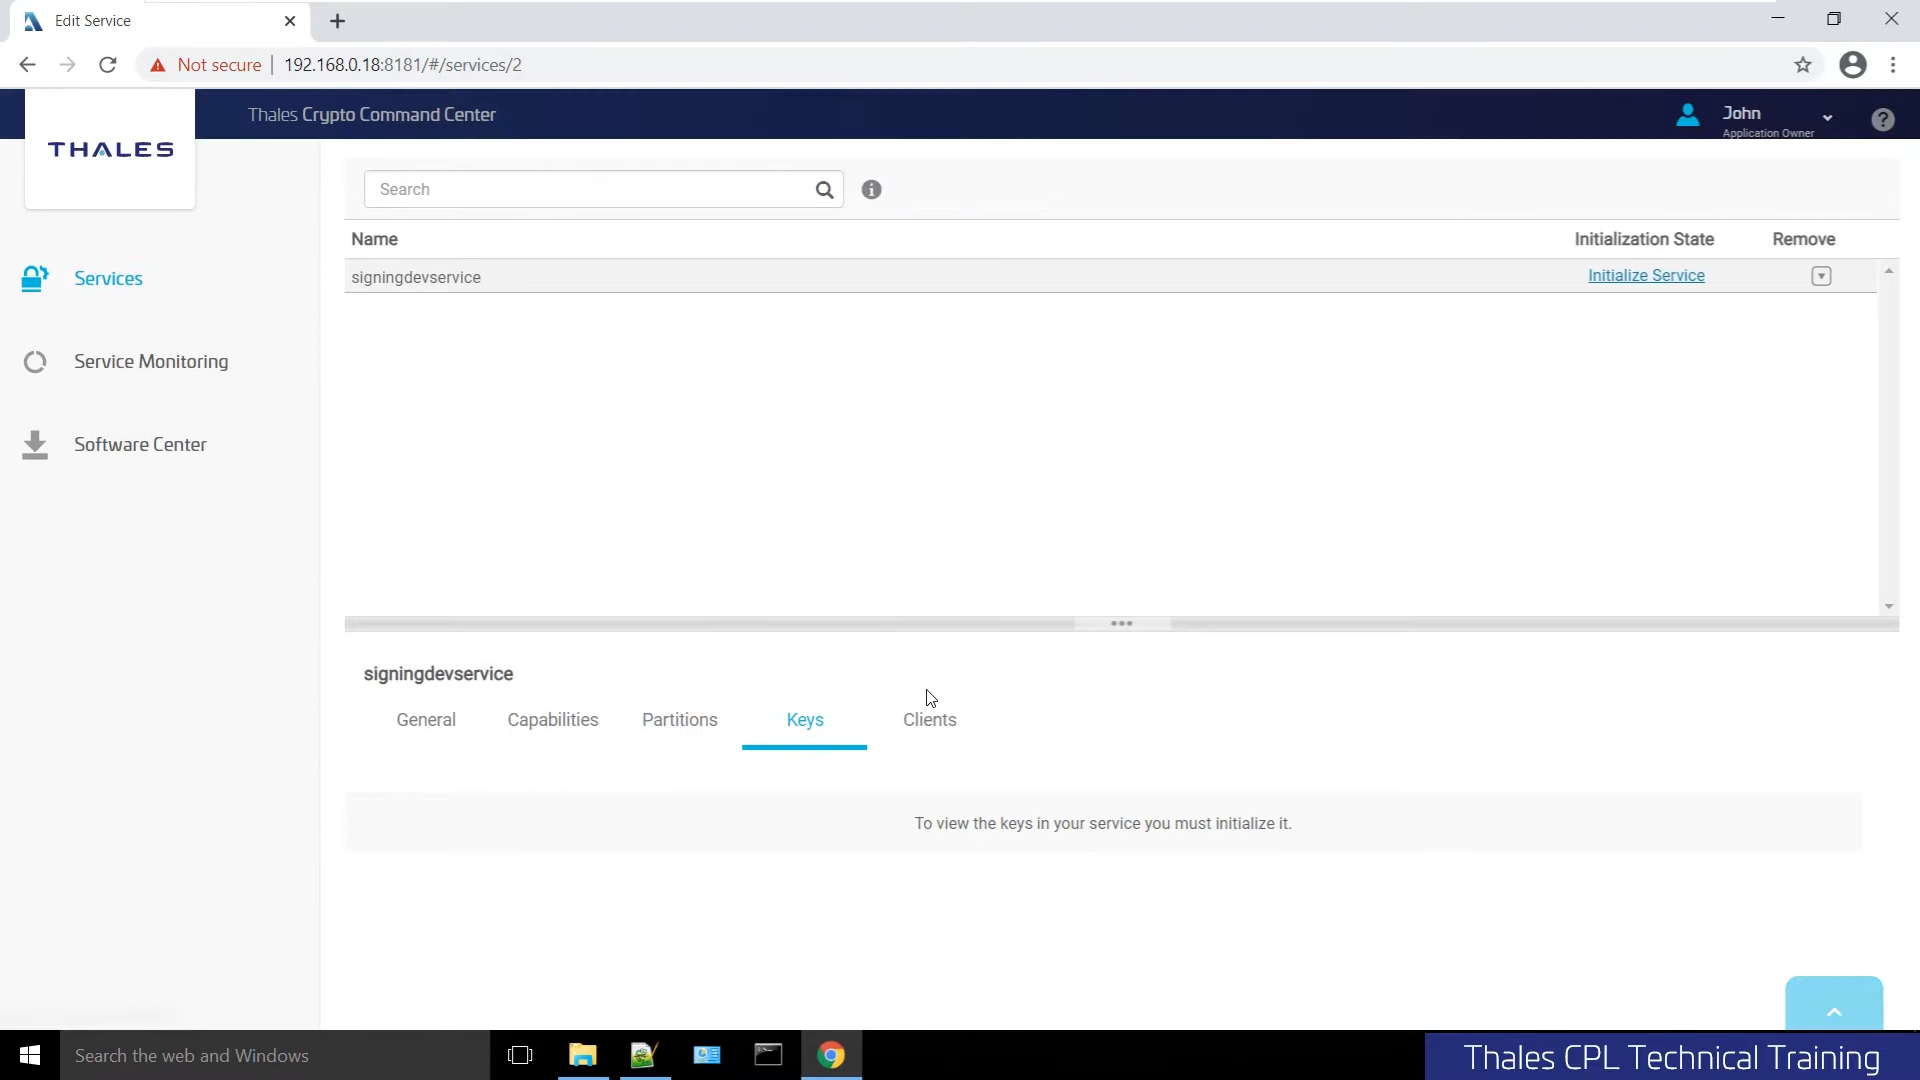 Edit Service
Not secure
192.168.0.18:8181/#/services/2
THALES
Thales Crypto Command Center
John
Application Owner
Search
Name
Initialization State
Remove
signingdevservice
Initialize Service
Services
Service Monitoring
Software Center
signingdevservice
General
Capabilities
Partitions
Keys
Clients
To view the keys in your service you must initialize it.
Search the web and Windows
Thales CPL Technical Training